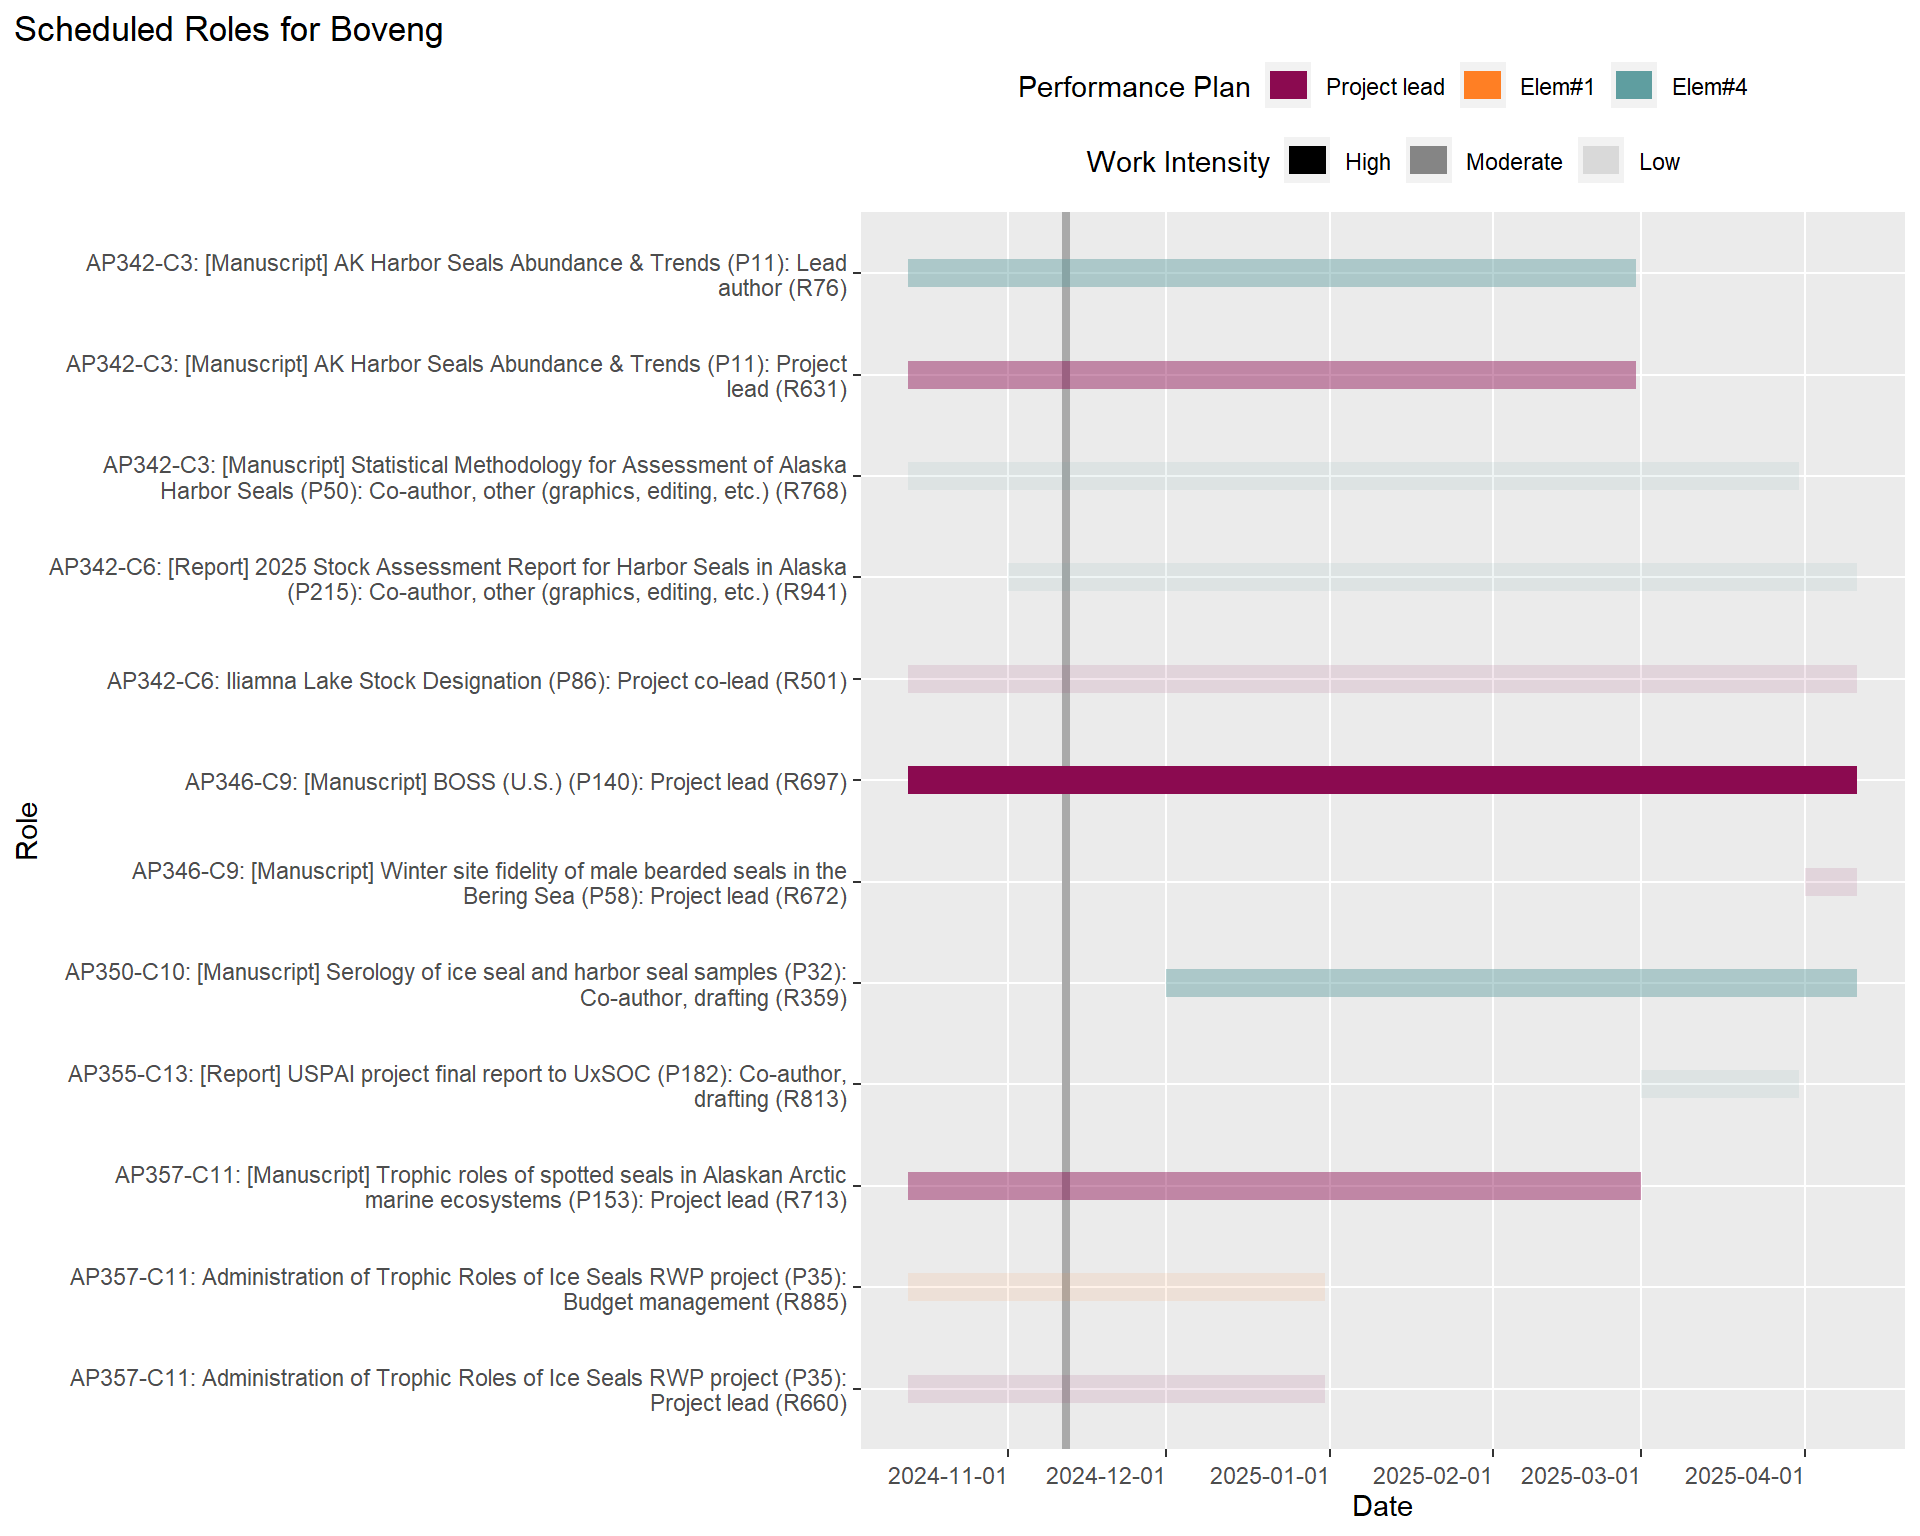 Scheduled Roles for Boveng
Performance Plan Project lead Elem#1 Elem#4
Work Intensity High Moderate Low
AP342-C3: [Manuscript] AK Harbor Seals Abundance & Trends (P11): Lead
author (R76)
AP342-C3: [Manuscript] AK Harbor Seals Abundance & Trends (P11): Project
lead (R631)
AP342-C3: [Manuscript] Statistical Methodology for Assessment of Alaska
Harbor Seals (P50): Co-author, other (graphics, editing, etc.) (R768)
AP342-C6: [Report] 2025 Stock Assessment Report for Harbor Seals in Alaska
(P215): Co-author, other (graphics, editing, etc.) (R941)
AP342-C6: Iliamna Lake Stock Designation (P86): Project co-lead (R501)
AP346-C9: [Manuscript] BOSS (U.S.) (P140): Project lead (R697)
AP346-C9: [Manuscript] Winter site fidelity of male bearded seals in the
Bering Sea (P58): Project lead (R672)
AP350-C10: [Manuscript] Serology of ice seal and harbor seal samples (P32):
Co-author, drafting (R359)
AP355-C13: [Report] USPAI project final report to UxSOC (P182): Co-author,
drafting (R813)
AP357-C11: [Manuscript] Trophic roles of spotted seals in Alaskan Arctic
marine ecosystems (P153): Project lead (R713)
AP357-C11: Administration of Trophic Roles of Ice Seals RWP project (P35):
Budget management (R885)
AP357-C11: Administration of Trophic Roles of Ice Seals RWP project (P35):
Project lead (R660)
Role
2024-11-01 2024-12-01 2025-01-01 2025-02-01 2025-03-01 2025-04-01
Date